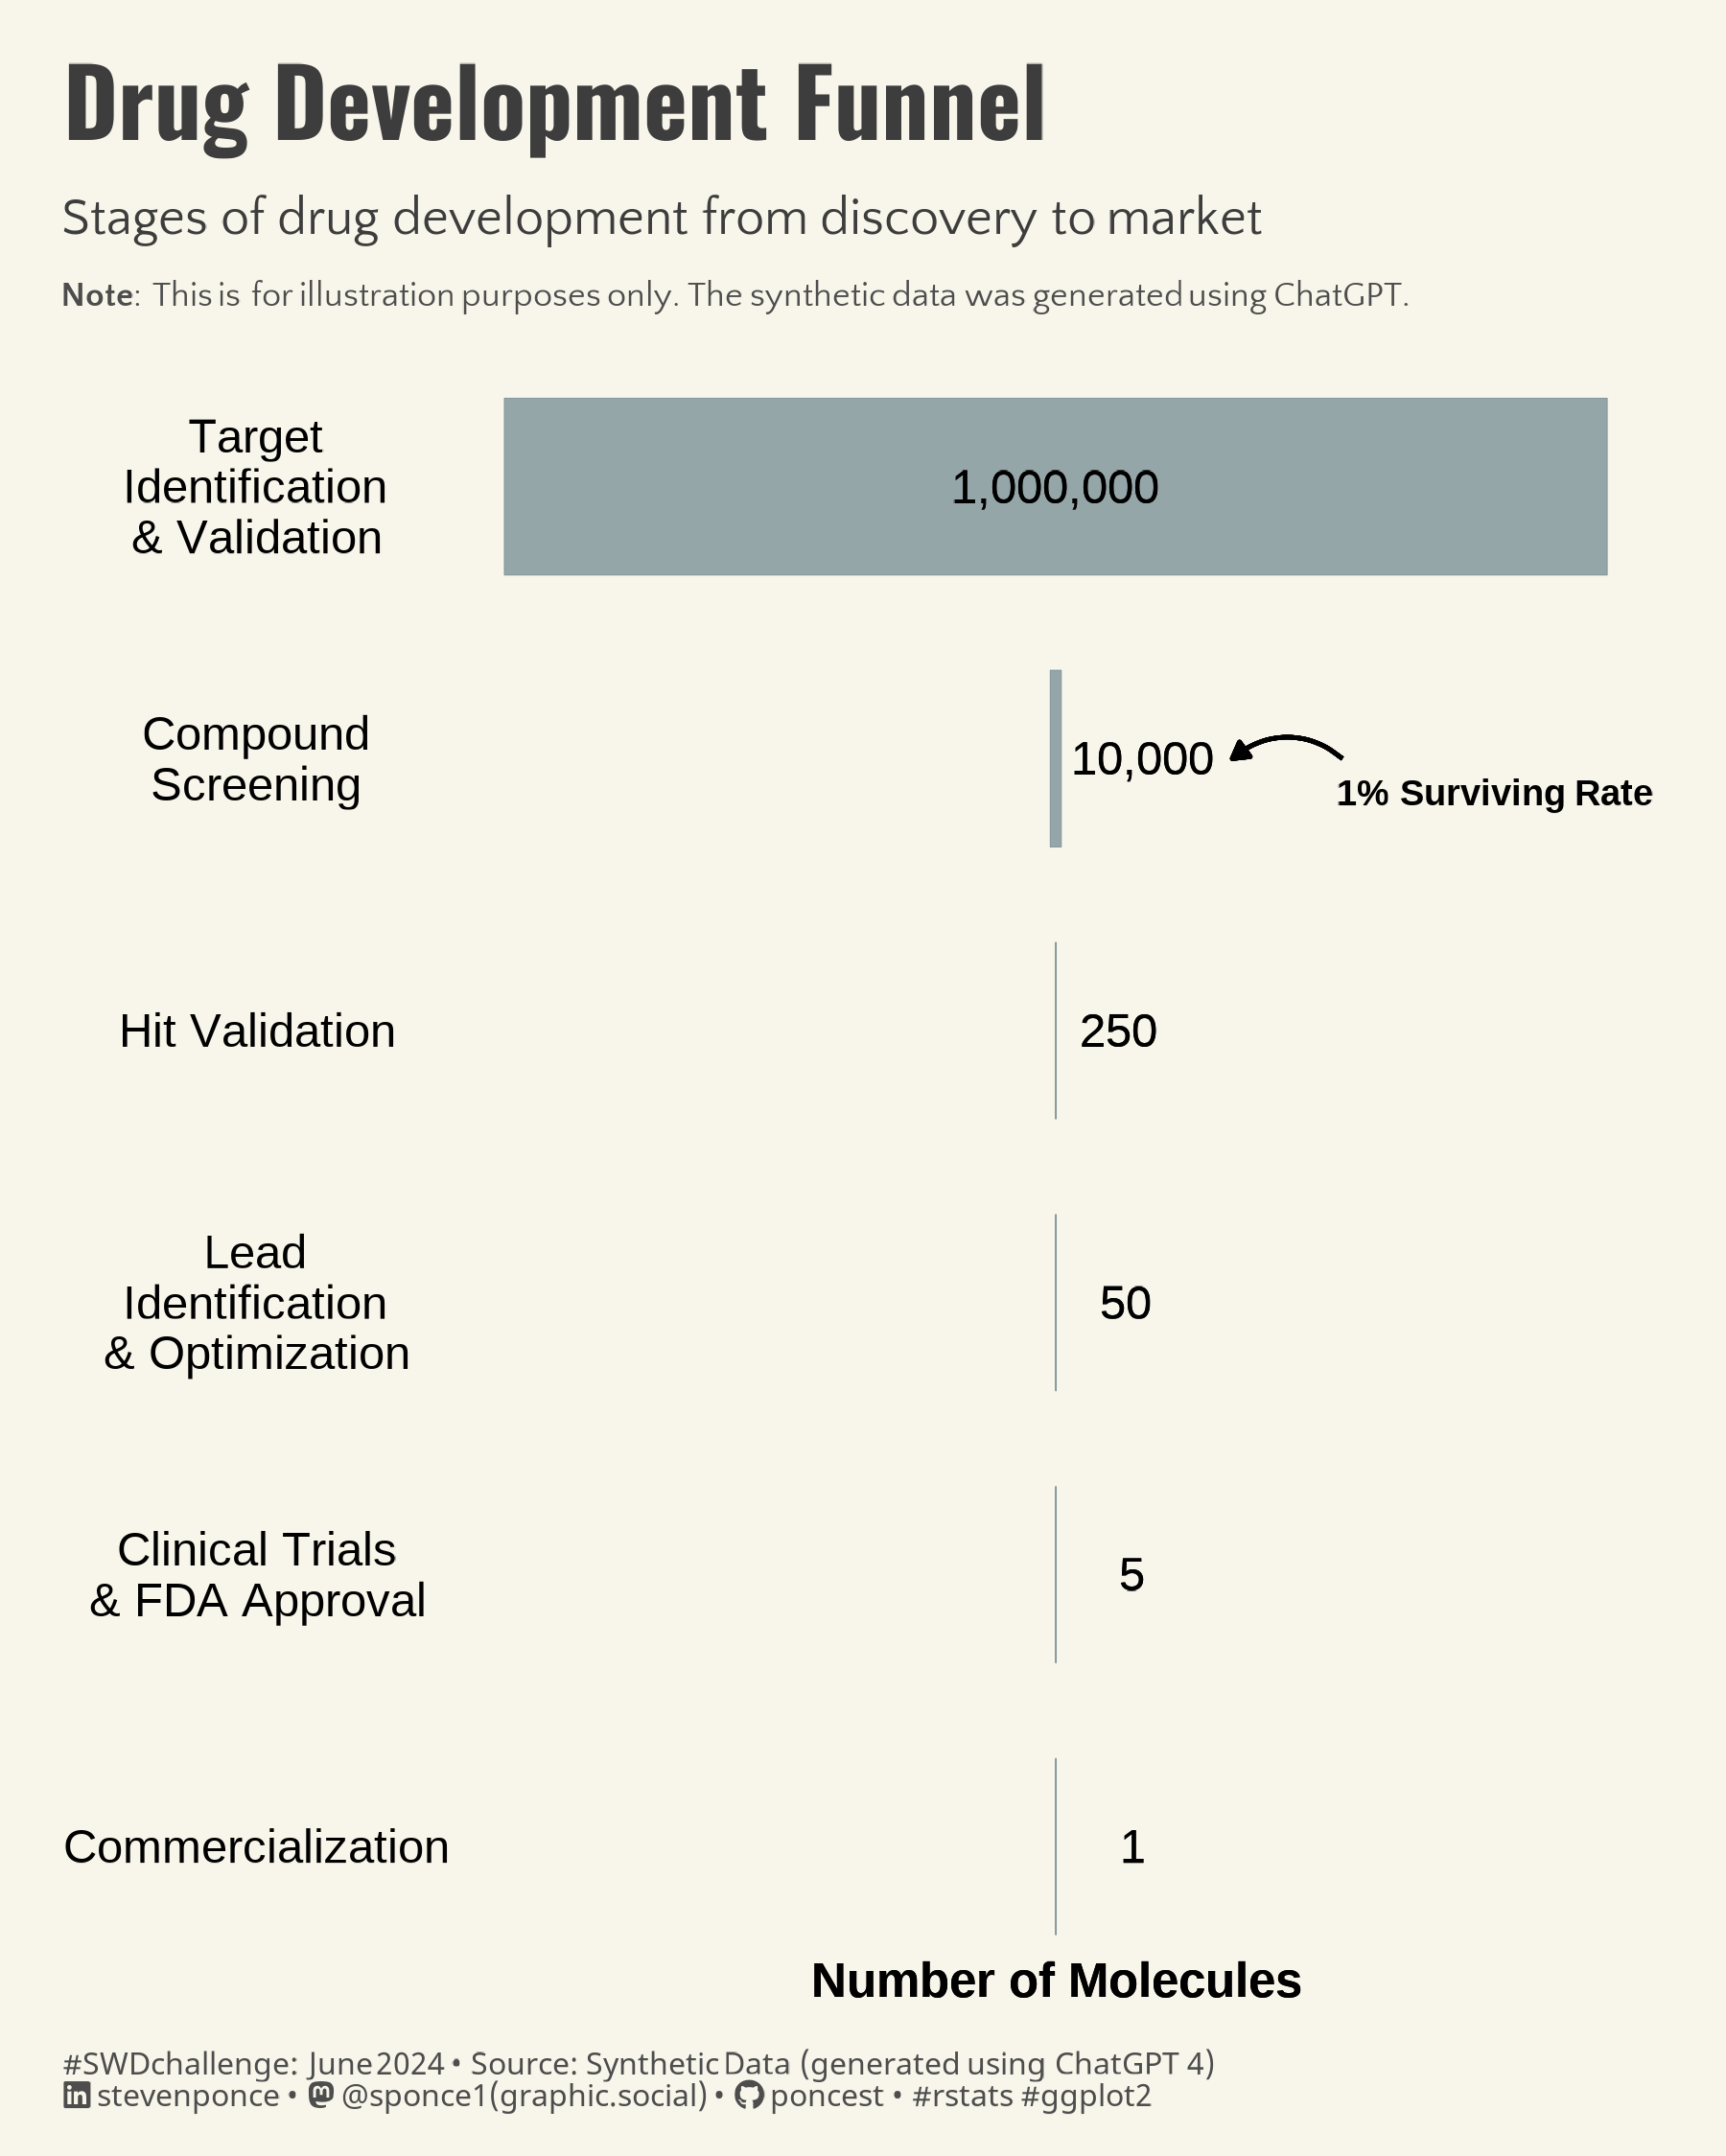 Drug Development Funnel
Stages of drug development from discovery to market
Note: This is for illustration purposes only. The synthetic data was generated using ChatGPT.
Target
Identification
& Validation
1,000,000
Compound
Screening
10,000
1% Surviving Rate
Hit Validation
250
Lead
Identification
& Optimization
50
Clinical Trials
& FDA Approval
5
Commercialization
1
Number of Molecules
#SWDchallenge: June 2024 • Source: Synthetic Data (generated using ChatGPT 4)
stevenponce • @sponce1(graphic.social) • poncest • #rstats #ggplot2